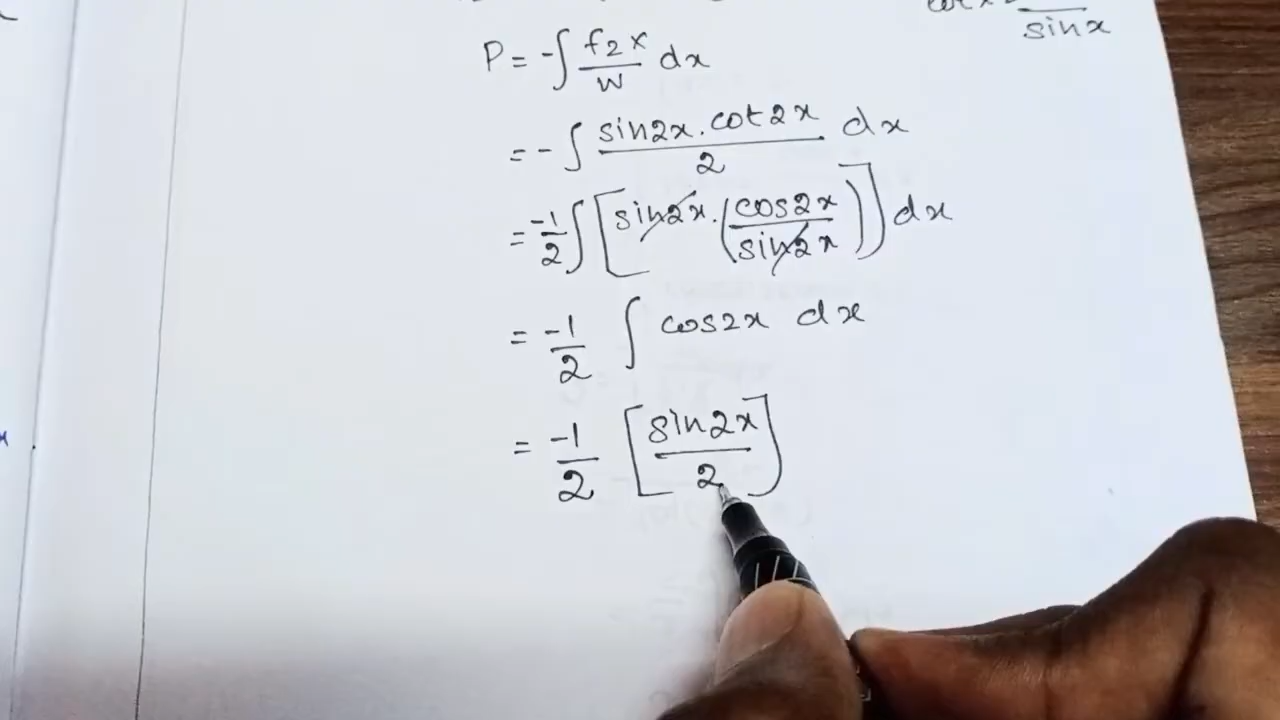 sinx
P = -∫ f₂x/w dx
= - ∫ sin2x . cot2x / 2 dx
= -1/2 ∫ [sin2x . (cos2x / sin2x)] dx
= -1/2 ∫ cos2x dx
= -1/2 [sin2x / 2]